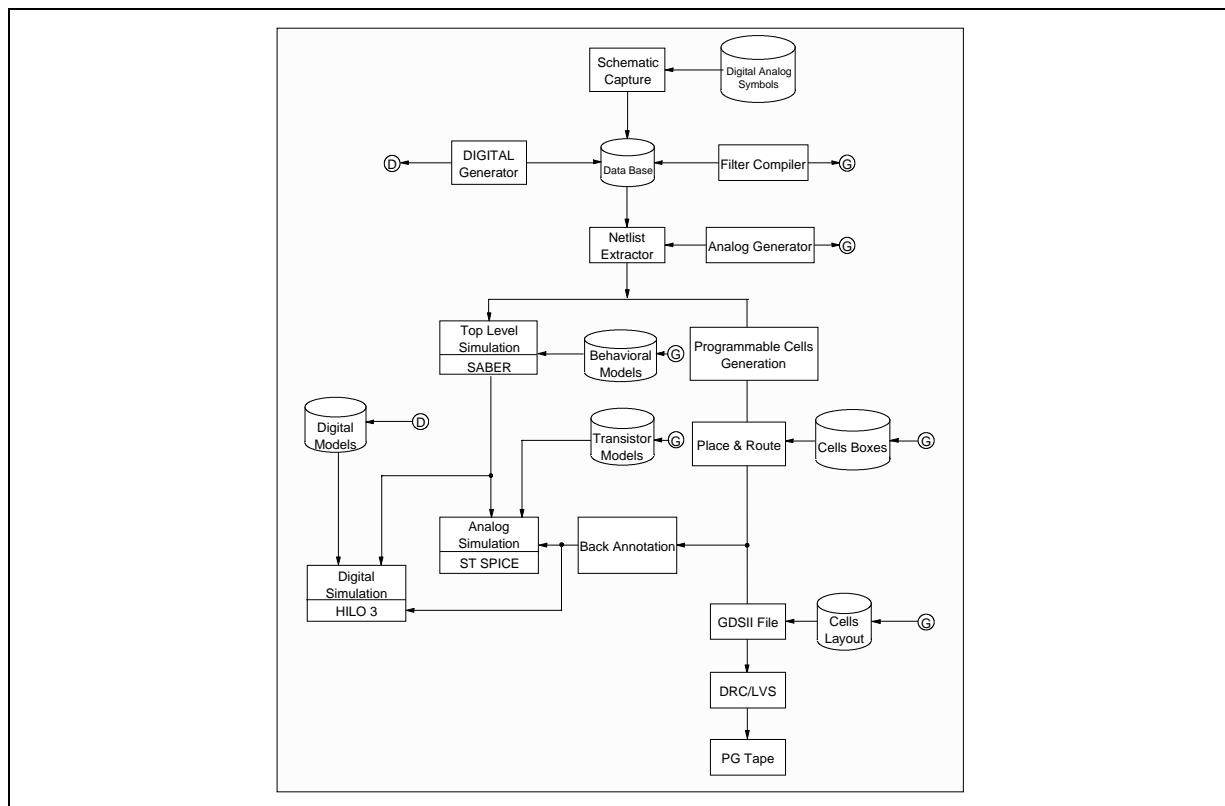 Schematic
Capture
Digital Analog
Symbols
D
DIGITAL
Generator
Data Base
Filter Compiler
G
Netlist
Extractor
Analog Generator
G
Top Level
Simulation
SABER
Behavioral
Models
G
Programmable Cells
Generation
Digital
Models
D
Transistor
Models
G
Place & Route
Cells Boxes
G
Analog
Simulation
ST SPICE
Back Annotation
Digital
Simulation
HILO 3
GDSII File
Cells
Layout
G
DRC/LVS
PG Tape